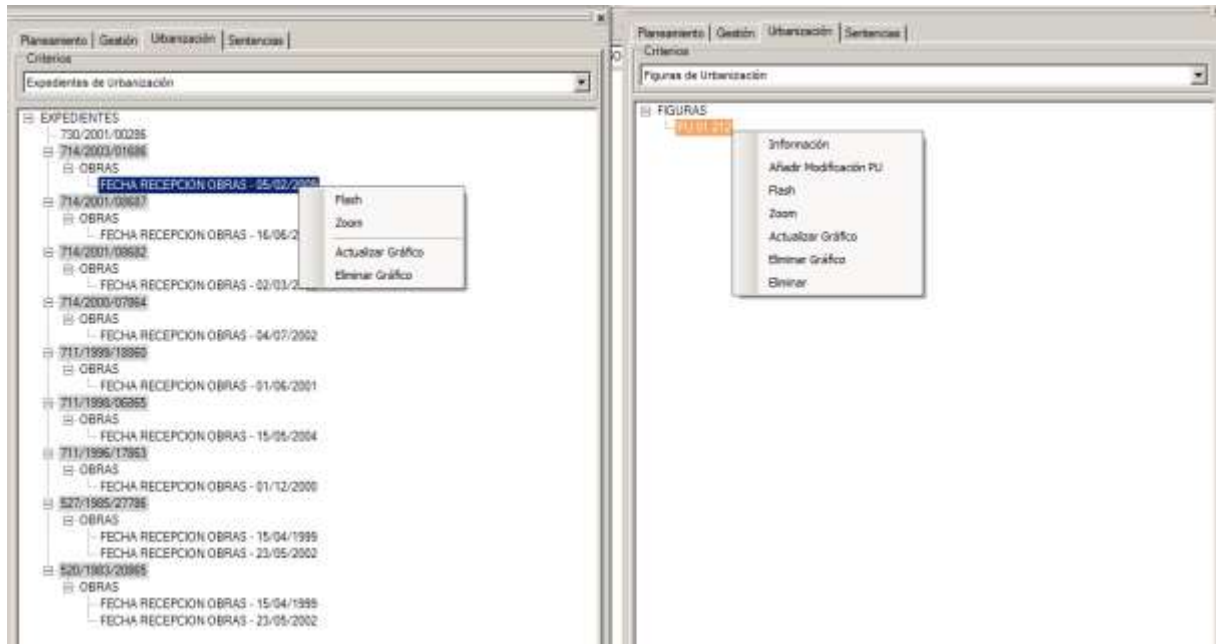 Planeamiento | Gestión | Urbanización | Sentencias |
Criterios
Expedientes de Urbanización
EXPEDIENTES
730/2001/00286
714/2003/01686
OBRAS
FECHA RECEPCIÓN OBRAS - 05/02/
714/2001/08687
OBRAS
FECHA RECEPCION OBRAS - 16/06/2
714/2001/08682
OBRAS
FECHA RECEPCION OBRAS - 02/03/
714/2000/07864
OBRAS
FECHA RECEPCION OBRAS - 04/07/2002
711/1999/18860
OBRAS
FECHA RECEPCION OBRAS - 01/06/2001
711/1998/06865
OBRAS
FECHA RECEPCION OBRAS - 15/05/2004
711/1996/17863
OBRAS
FECHA RECEPCION OBRAS - 01/12/2000
527/1985/27786
OBRAS
FECHA RECEPCION OBRAS - 15/04/1999
FECHA RECEPCION OBRAS - 23/05/2002
520/1983/20865
OBRAS
FECHA RECEPCION OBRAS - 15/04/1999
FECHA RECEPCION OBRAS - 23/05/2002
Flash
Zoom
Actualizar Gráfico
Eliminar Gráfico
Planeamiento | Gestión | Urbanización | Sentencias |
Criterios
Figuras de Urbanización
FIGURAS
Información
Añadir Modificación PU
Flash
Zoom
Actualizar Gráfico
Eliminar Gráfico
Eliminar